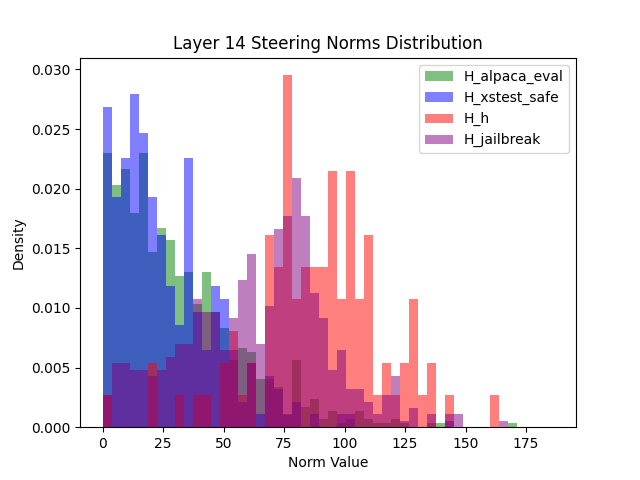 Layer 14 Steering Norms Distribution
H_alpaca_eval
H_xstest_safe
H_h
H_jailbreak
Density
0.030
0.025
0.020
0.015
0.010
0.005
0.000
0 25 50 75 100 125 150 175
Norm Value